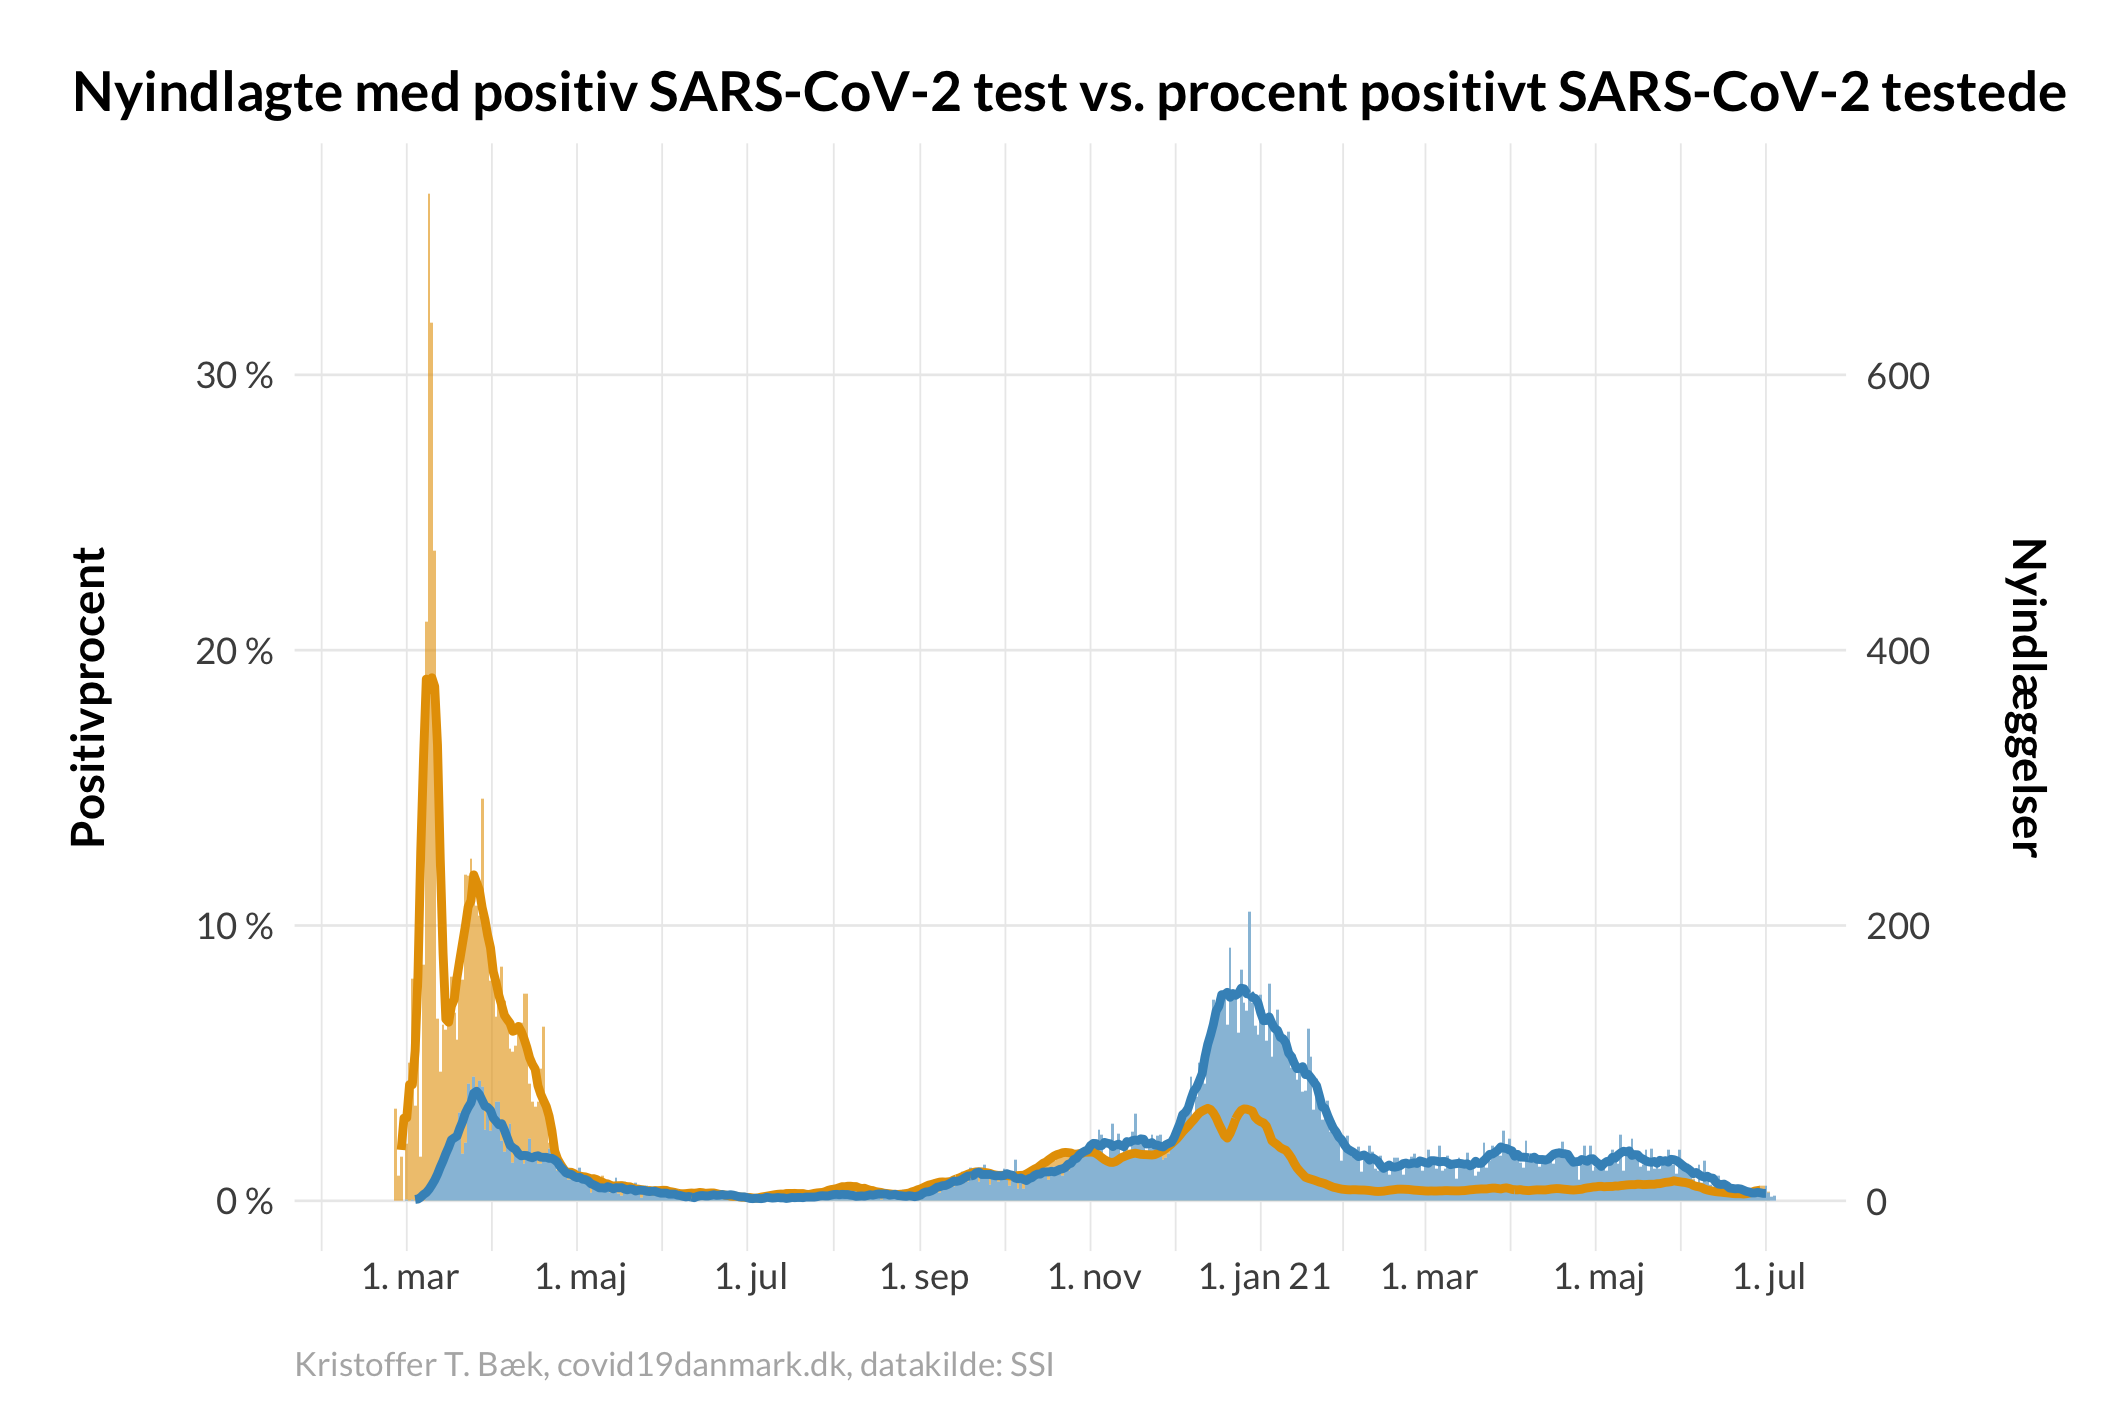 Nyindlagte med positiv SARS-CoV-2 test vs. procent positivt SARS-CoV-2 testede
Positivprocent
30 %
20 %
10 %
0 %
600
400
200
0
Nyindlæggelser
1. mar
1. maj
1. jul
1. sep
1. nov
1. jan 21
1. mar
1. maj
1. jul
Kristoffer T. Bæk, covid19danmark.dk, datakilde: SSI